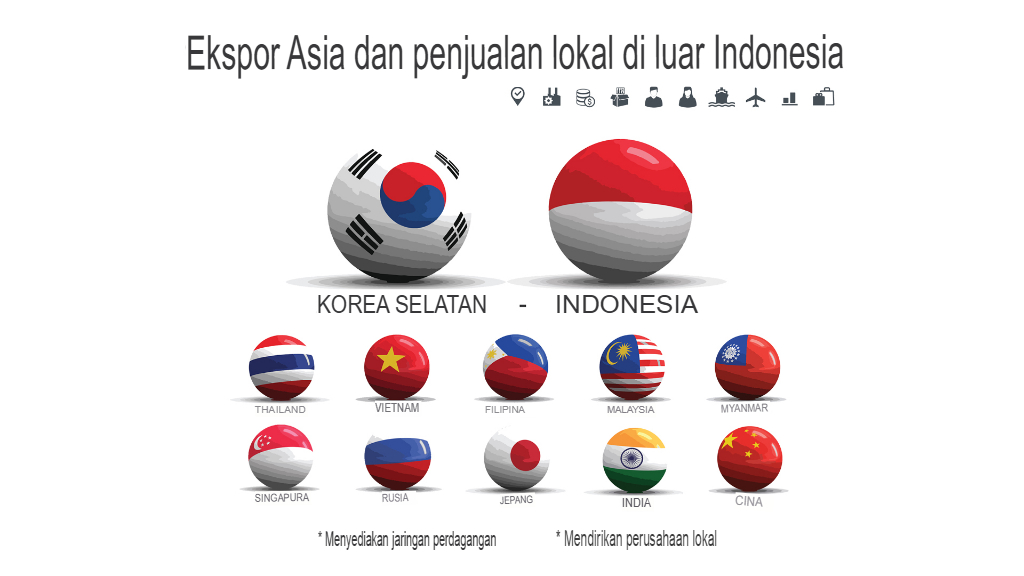 Ekspor Asia dan penjualan lokal di luar Indonesia
KOREA SELATAN - INDONESIA
THAILAND VIETNAM FILIPINA MALAYSIA MYANMAR
SINGAPURA RUSIA JEPANG INDIA CINA
* Menyediakan jaringan perdagangan * Mendirikan perusahaan lokal